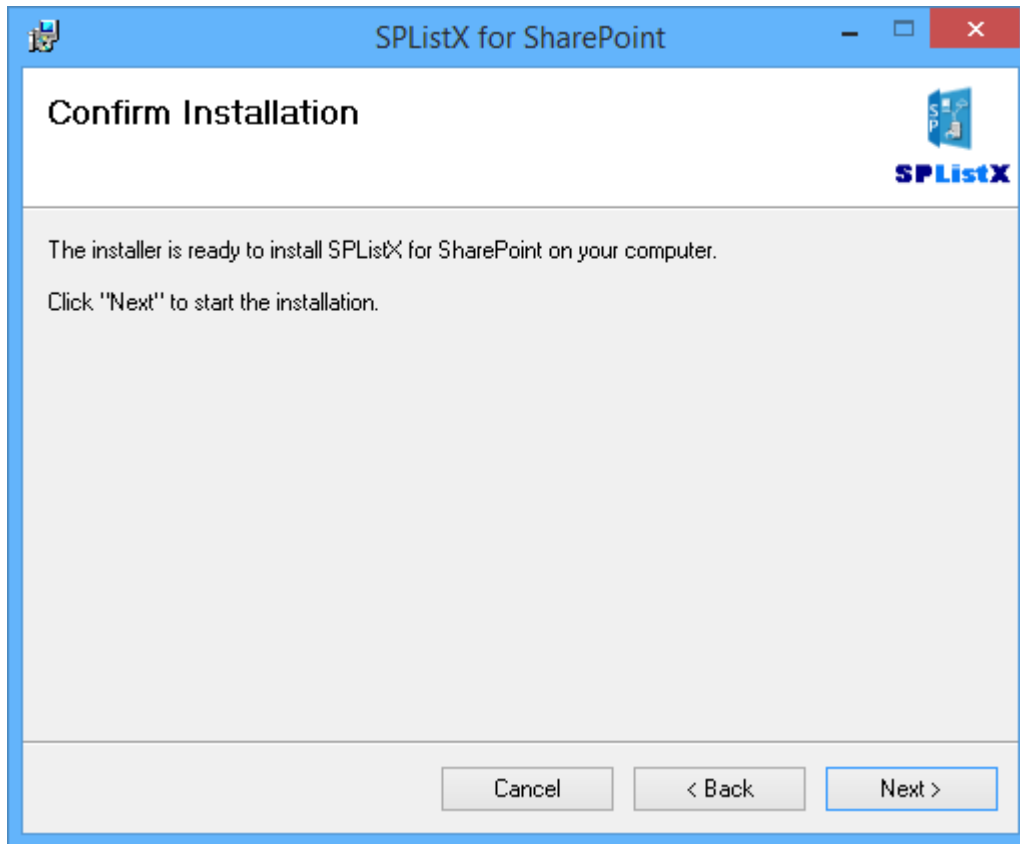 SPListX for SharePoint
Confirm Installation
SP
SPListX
The installer is ready to install SPListX for SharePoint on your computer.
Click "Next" to start the installation.
Cancel
< Back
Next >